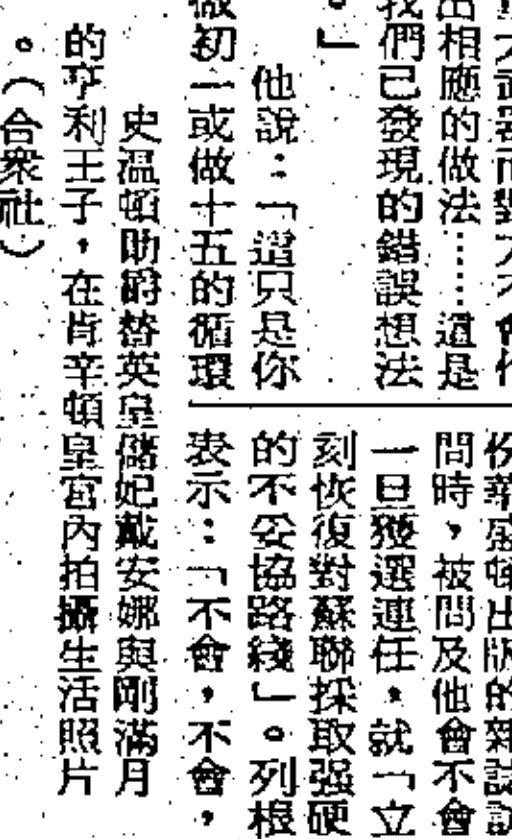 出相應的做法……這是
我們已發現的錯誤想法
。」
他說：「這只是你
做初一或做十五的循環
份華盛頓出版的雜誌訪
問時，被問及他會不會
一旦獲選連任，就「立
刻恢復對蘇聯採取强硬
的不妥協路綫」。列根
表示：「不會，不會，
史溫頓勛爵替英皇儲妃戴安娜與剛滿月
的亨利王子，在肯辛頓皇宮內拍攝生活照片
。（合衆社）